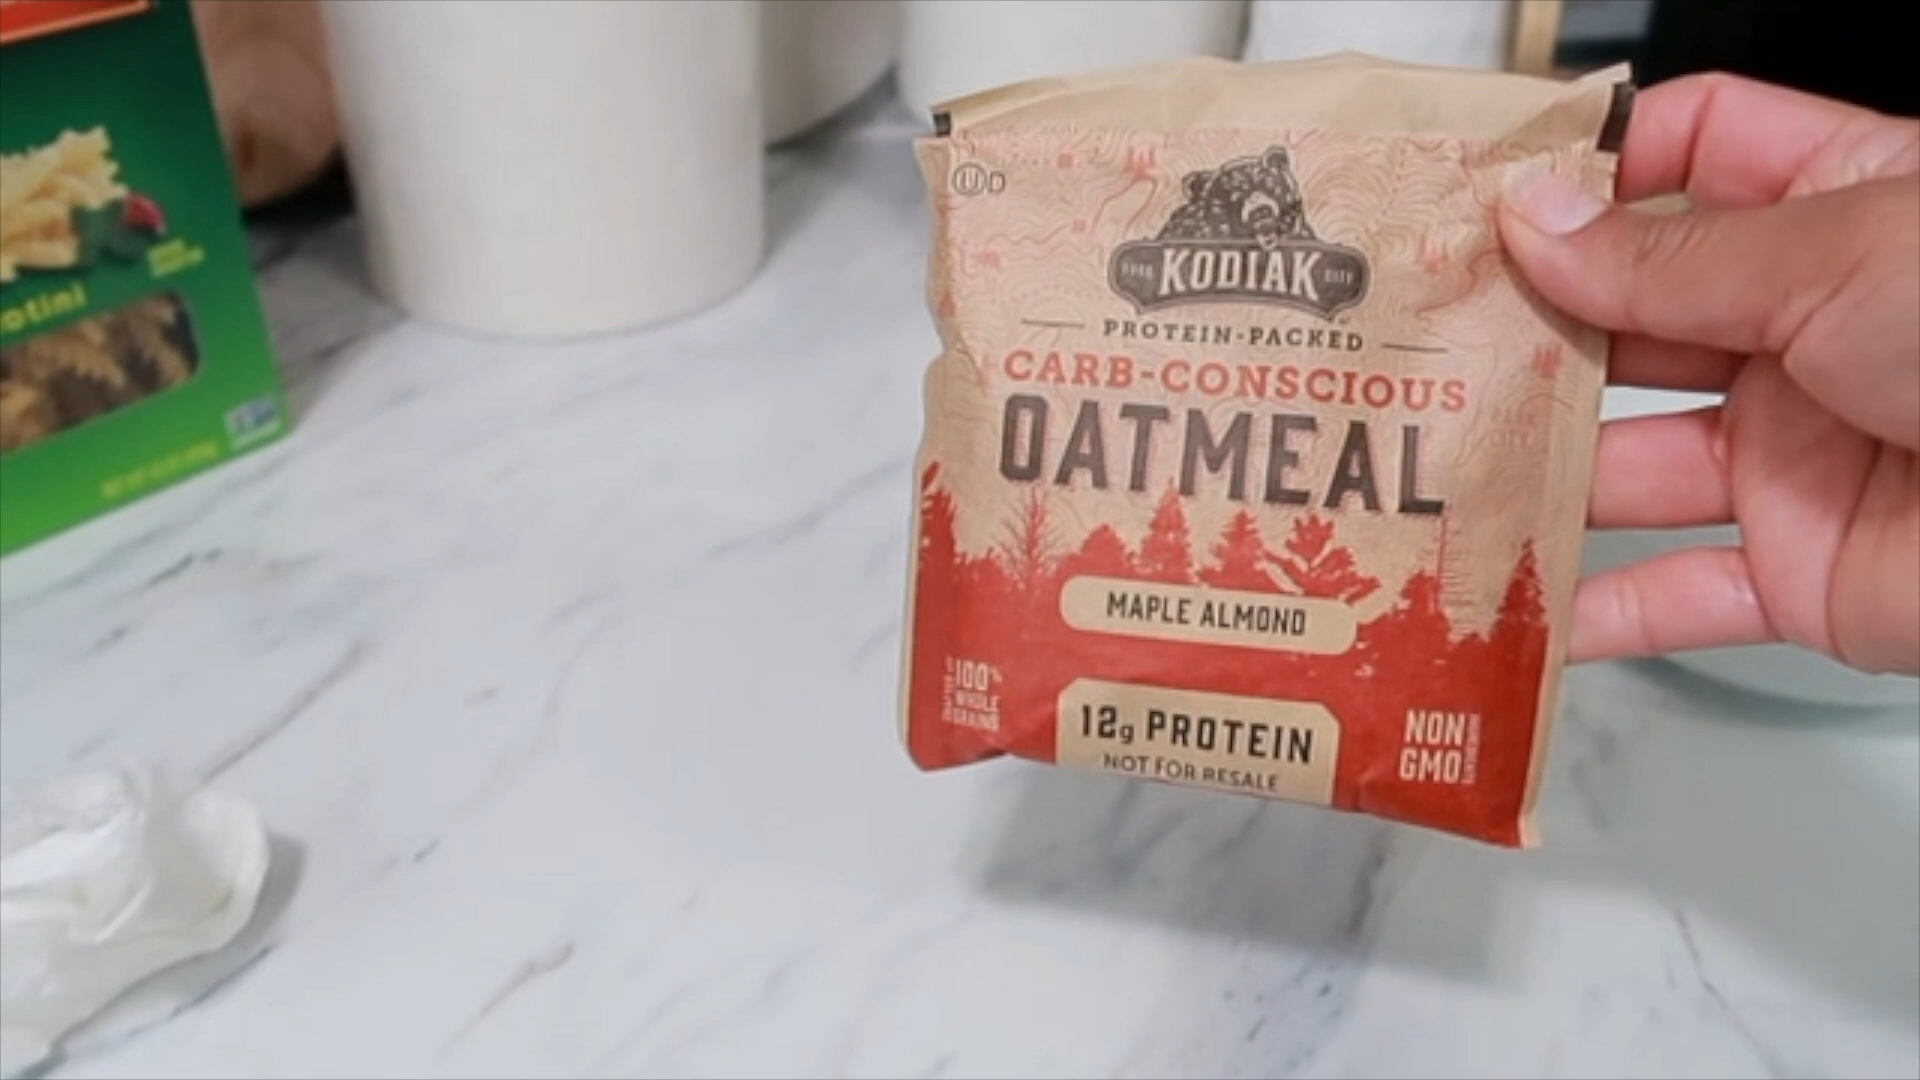 otini
U D
KODIAK
PROTEIN-PACKED
CARB-CONSCIOUS
OATMEAL
MAPLE ALMOND
100%
WHOLE
GRAINS
12g PROTEIN
NOT FOR RESALE
NON
GMO